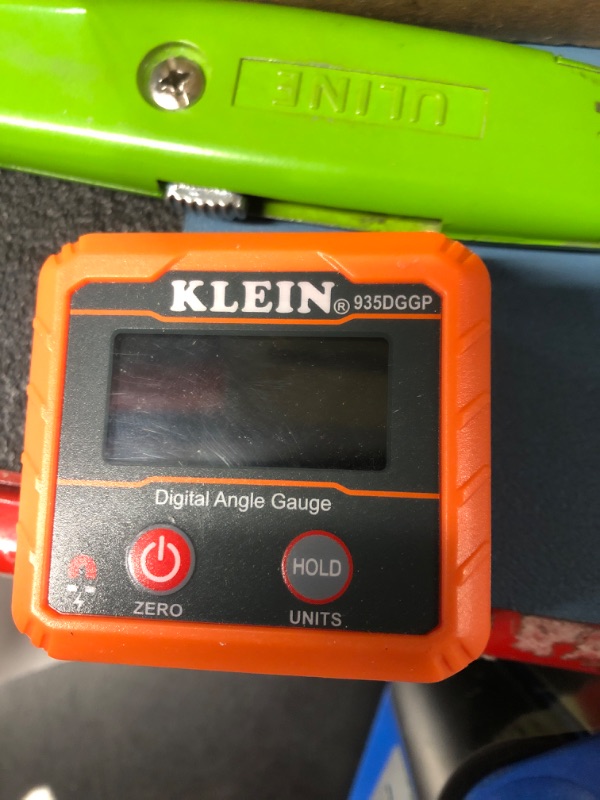 ULINE
KLEIN® 935DGGP
Digital Angle Gauge
HOLD
ZERO
UNITS